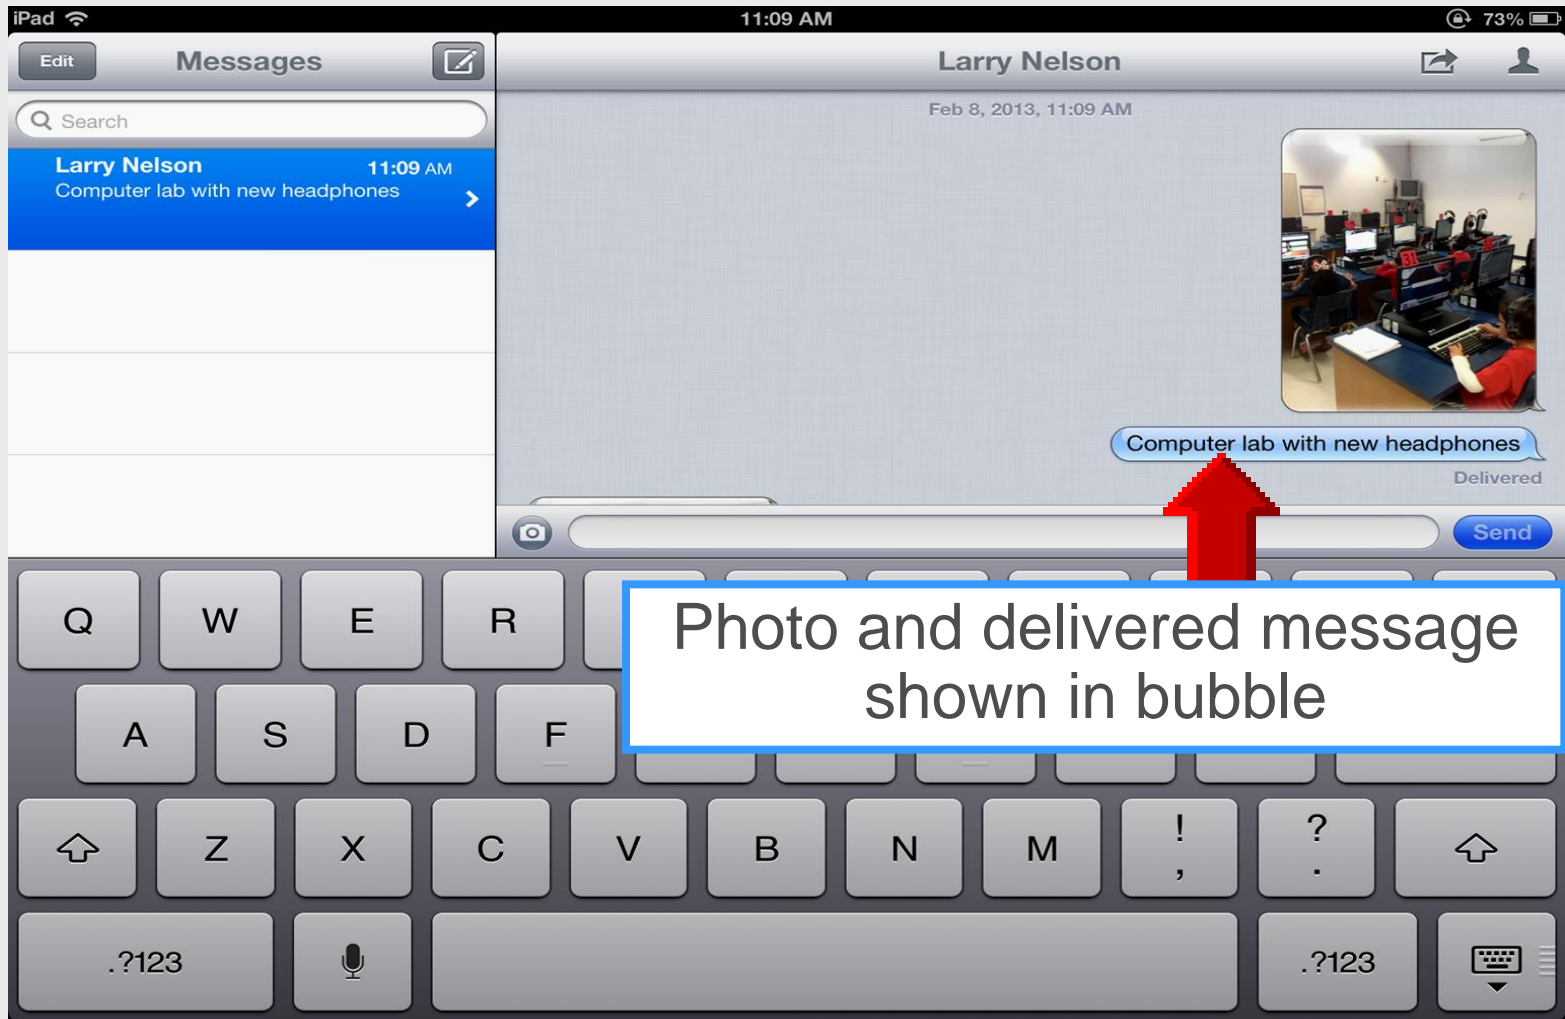 iPad 11:09 AM 73%
Edit Messages
Larry Nelson
Search
Feb 8, 2013, 11:09 AM
Larry Nelson 11:09 AM
Computer lab with new headphones
31
Computer lab with new headphones
Delivered
Send
Q W E R
Photo and delivered message
shown in bubble
A S D F
Z X C V B N M ! , ? .
.?123 .?123